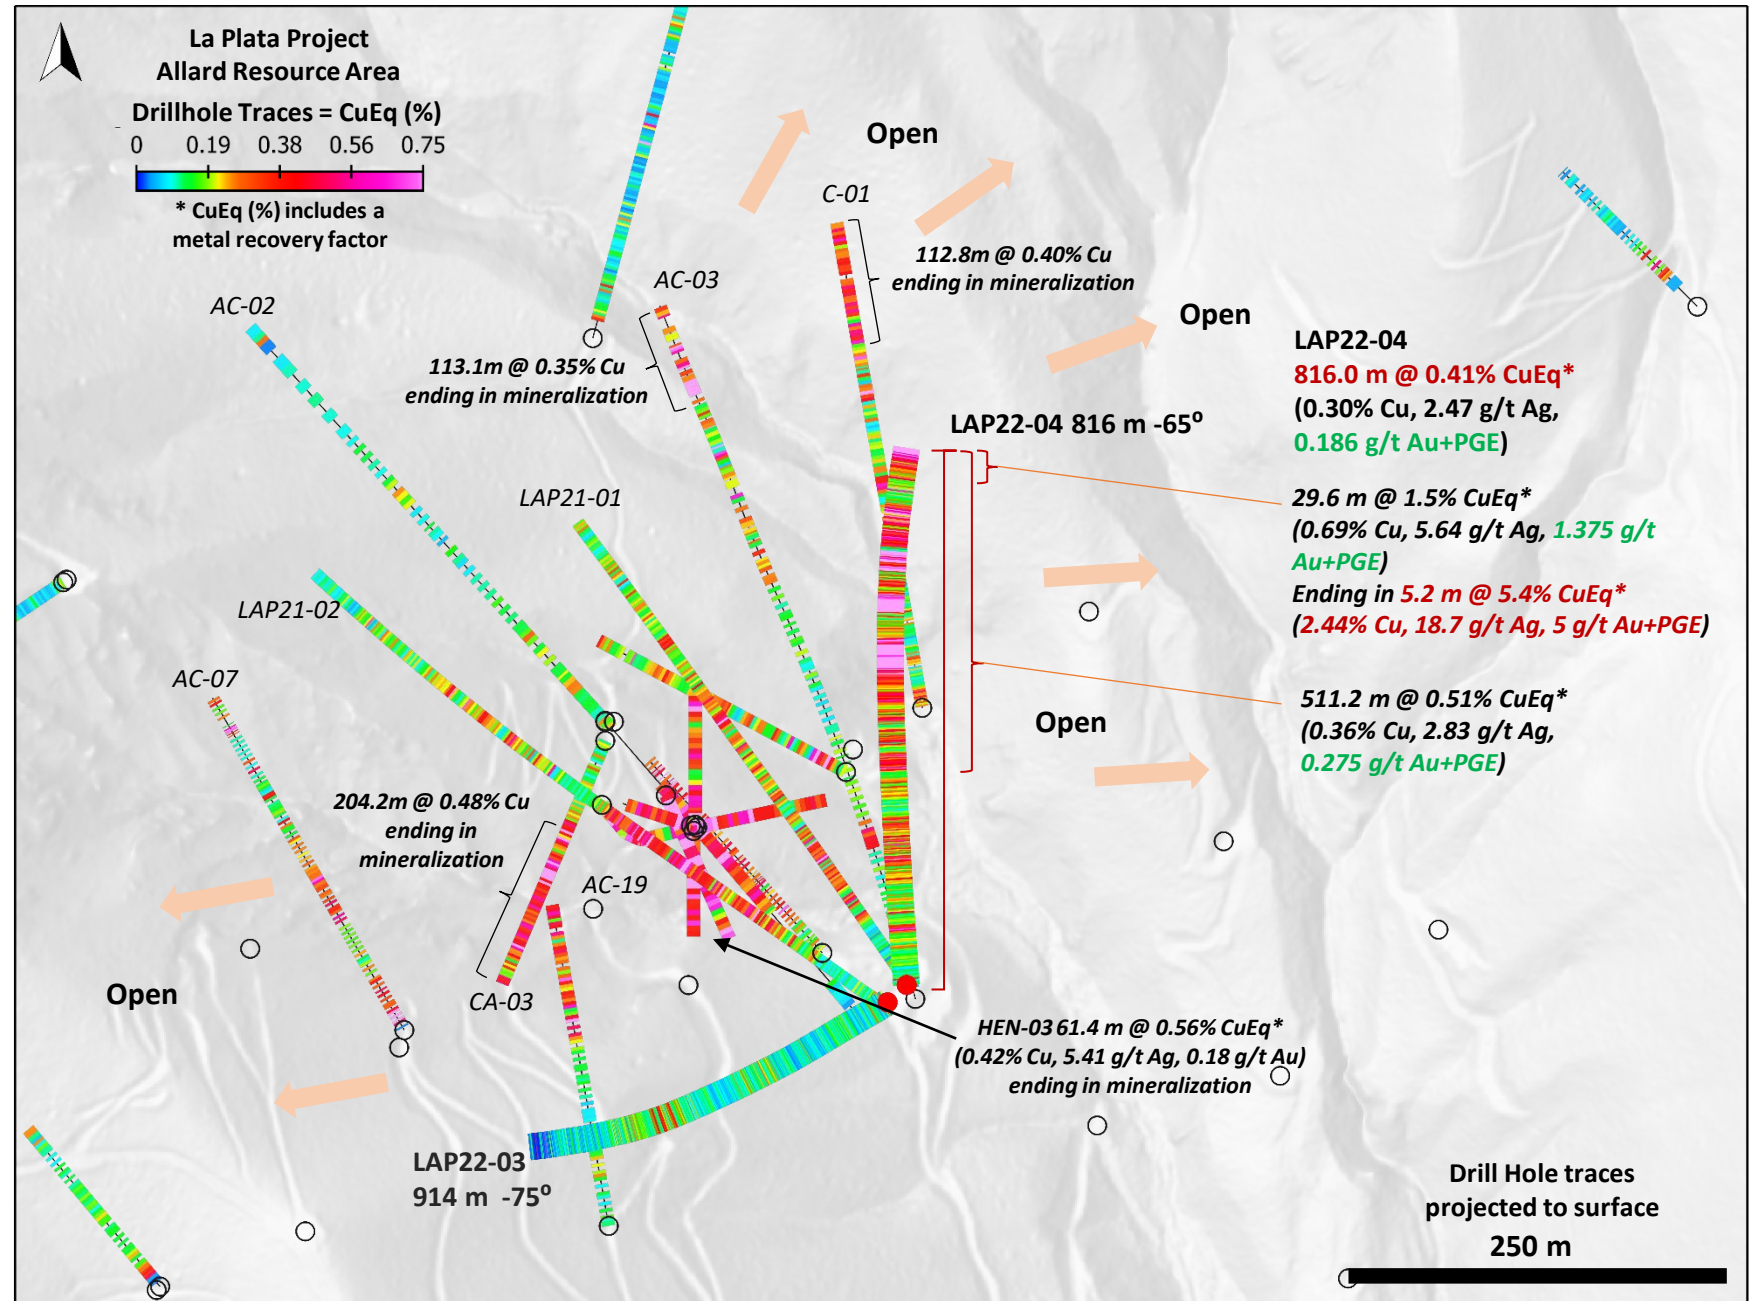 La Plata Project
Allard Resource Area
Drillhole Traces = CuEq (%)
0 0.19 0.38 0.56 0.75
* CuEq (%) includes a
metal recovery factor
Open
C-01
112.8m @ 0.40% Cu
ending in mineralization
AC-03
AC-02
113.1m @ 0.35% Cu
ending in mineralization
Open
LAP22-04
816.0 m @ 0.41% CuEq*
(0.30% Cu, 2.47 g/t Ag,
0.186 g/t Au+PGE)
LAP22-04 816 m -65⁰
LAP21-01
29.6 m @ 1.5% CuEq*
(0.69% Cu, 5.64 g/t Ag, 1.375 g/t
Au+PGE)
Ending in 5.2 m @ 5.4% CuEq*
(2.44% Cu, 18.7 g/t Ag, 5 g/t Au+PGE)
LAP21-02
AC-07
511.2 m @ 0.51% CuEq*
(0.36% Cu, 2.83 g/t Ag,
0.275 g/t Au+PGE)
Open
204.2m @ 0.48% Cu
ending in
mineralization
AC-19
Open
CA-03
HEN-03 61.4 m @ 0.56% CuEq*
(0.42% Cu, 5.41 g/t Ag, 0.18 g/t Au)
ending in mineralization
LAP22-03
914 m -75⁰
Drill Hole traces
projected to surface
250 m